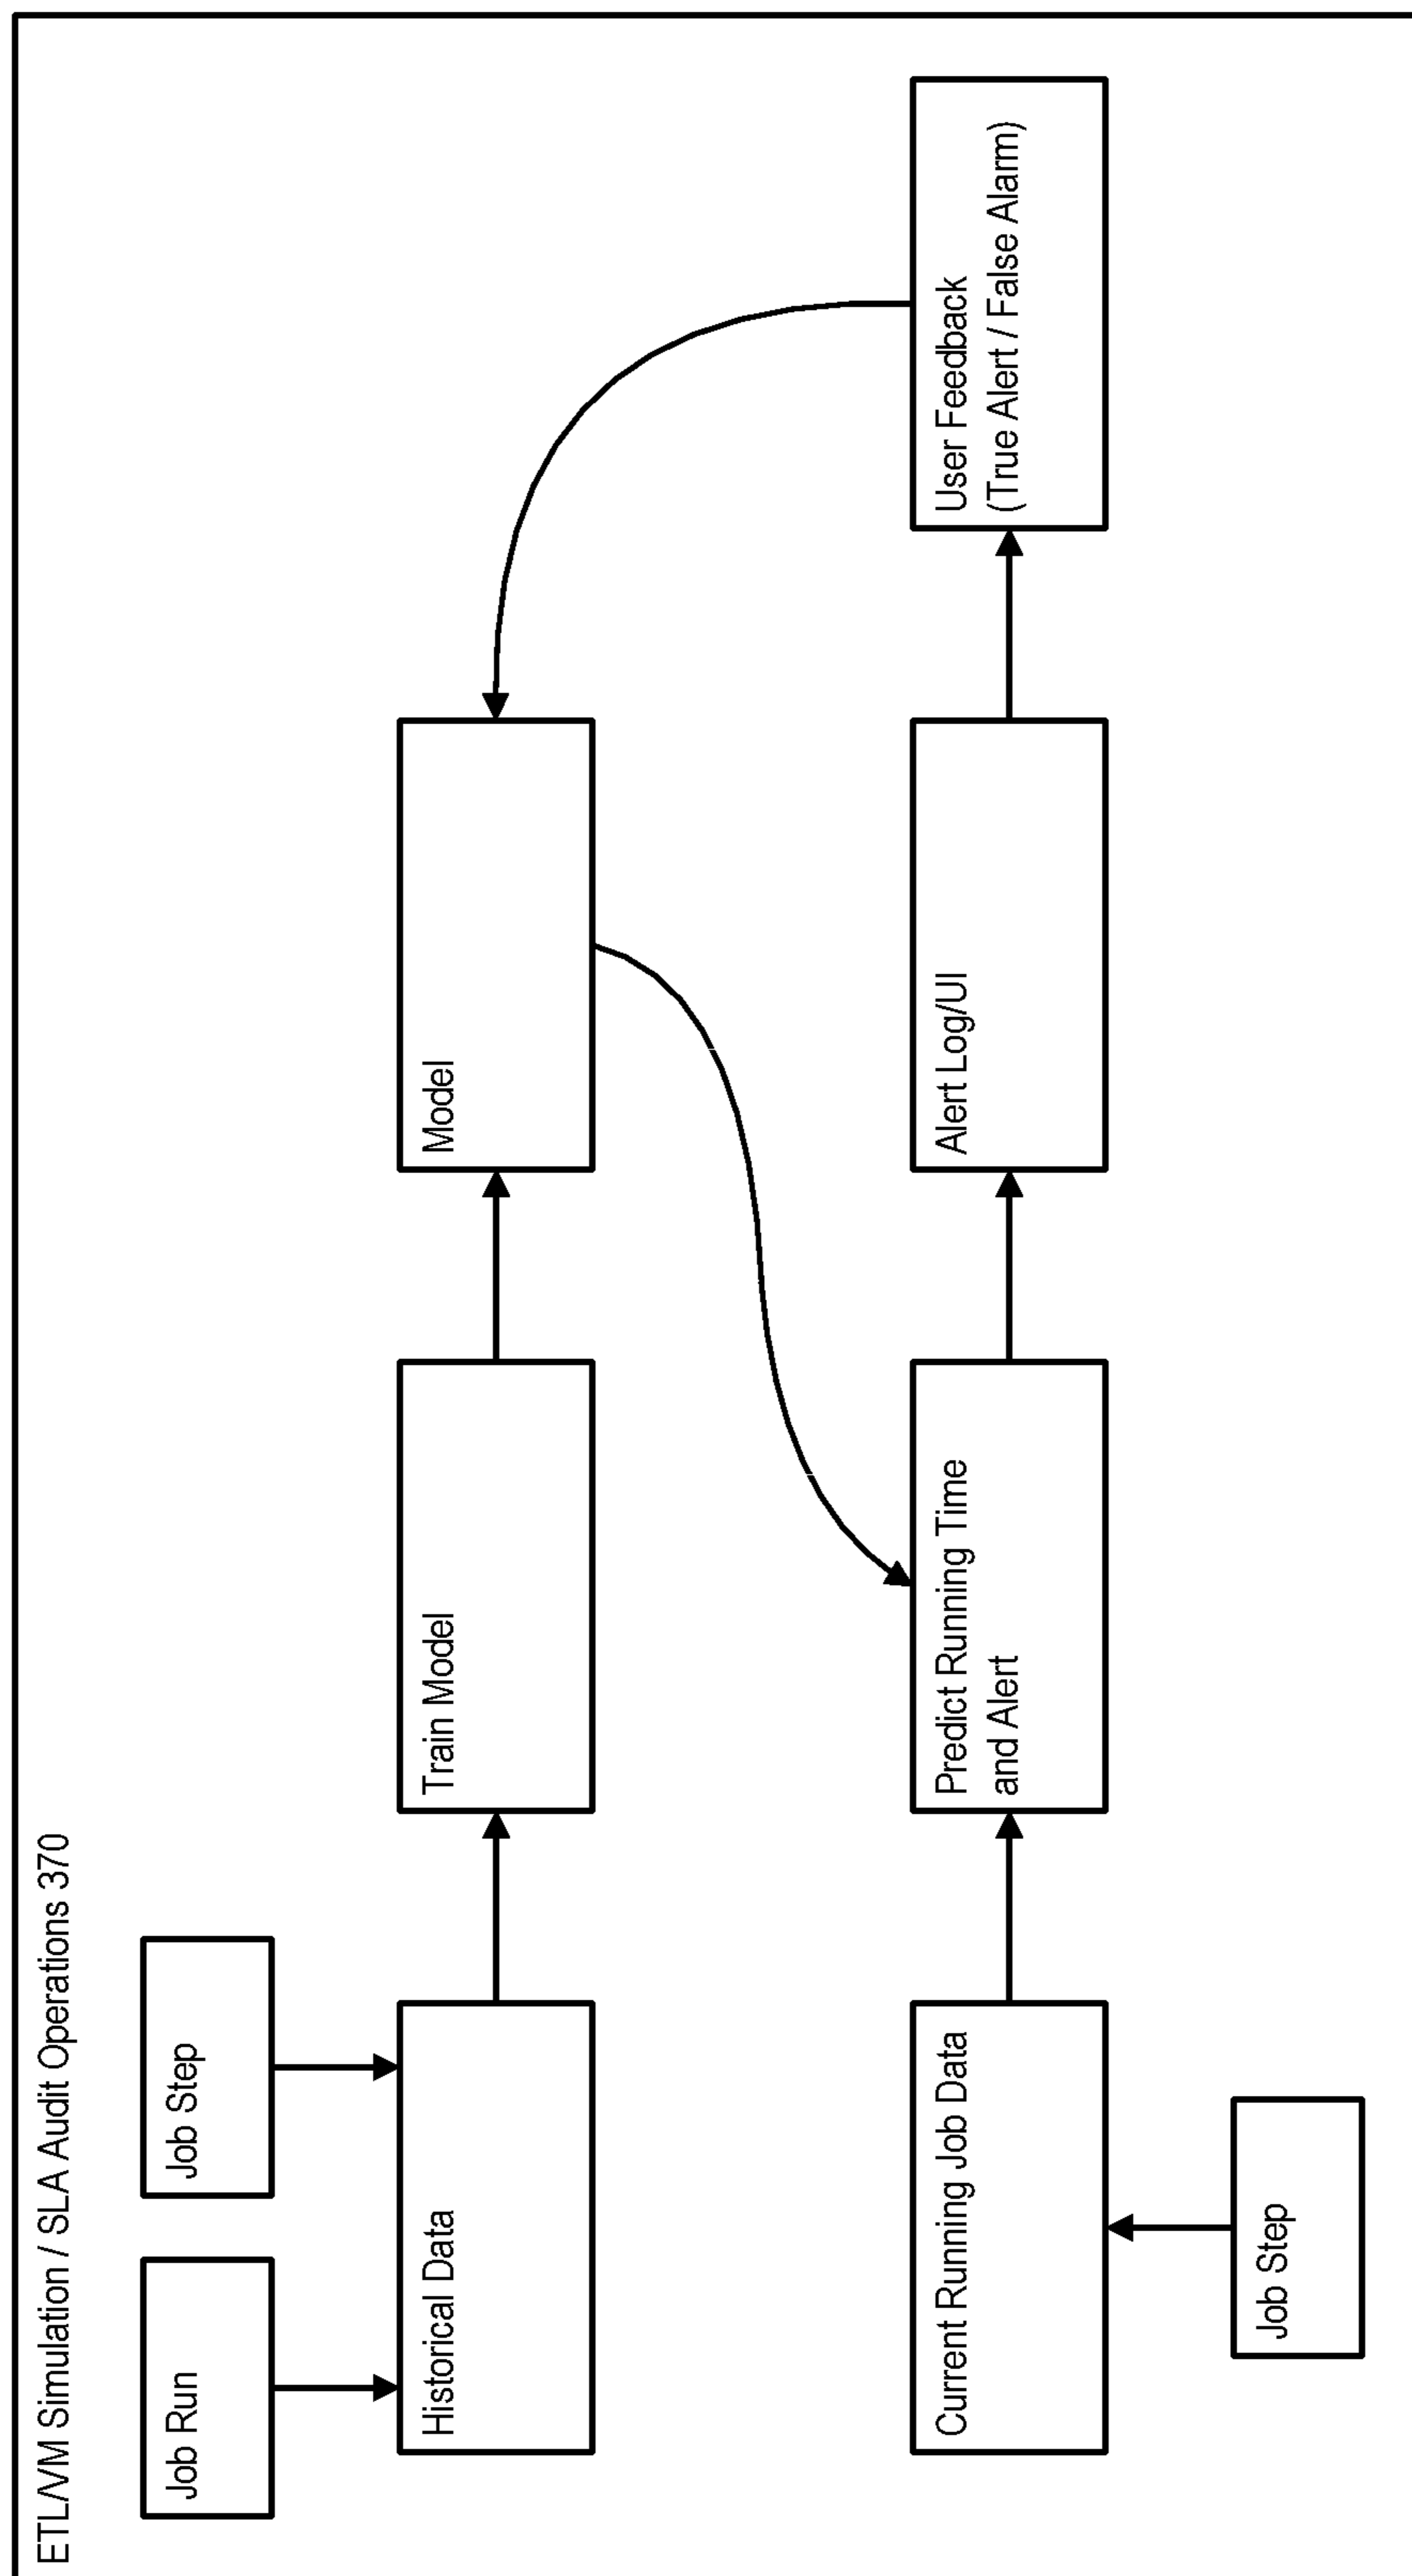 ETL/VM Simulation / SLA Audit Operations 370
Job Run
Job Step
Historical Data
Train Model
Model
Current Running Job Data
Predict Running Time
and Alert
Alert Log/UI
User Feedback
(True Alert / False Alarm)
Job Step